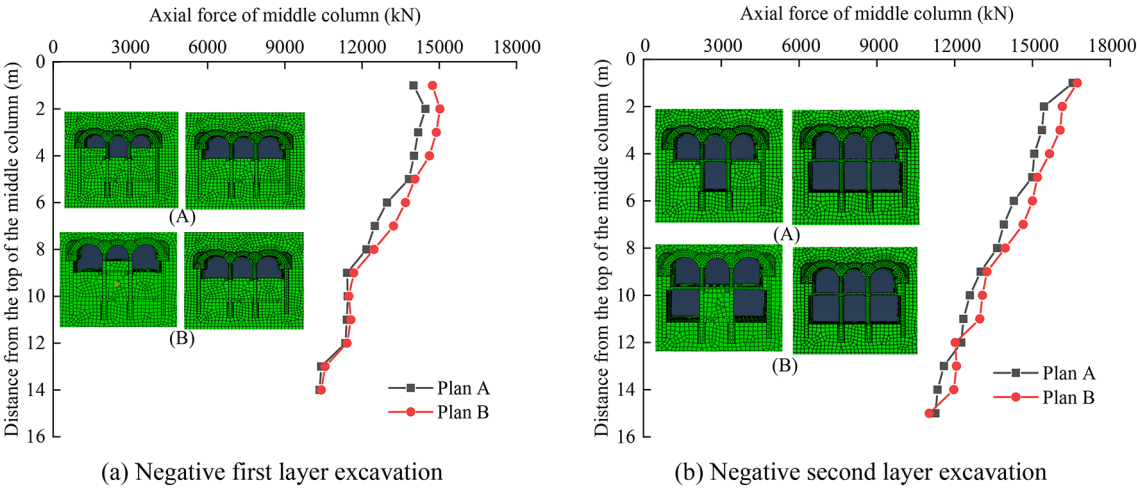 Axial force of middle column (kN)
0 3000 6000 9000 12000 15000 18000
Distance from the top of the middle column (m)
0
2
4
6
8
10
12
14
16
(A)
(B)
Plan A
Plan B
(a) Negative first layer excavation
Axial force of middle column (kN)
0 3000 6000 9000 12000 15000 18000
Distance from the top of the middle column (m)
0
2
4
6
8
10
12
14
16
(A)
(B)
Plan A
Plan B
(b) Negative second layer excavation